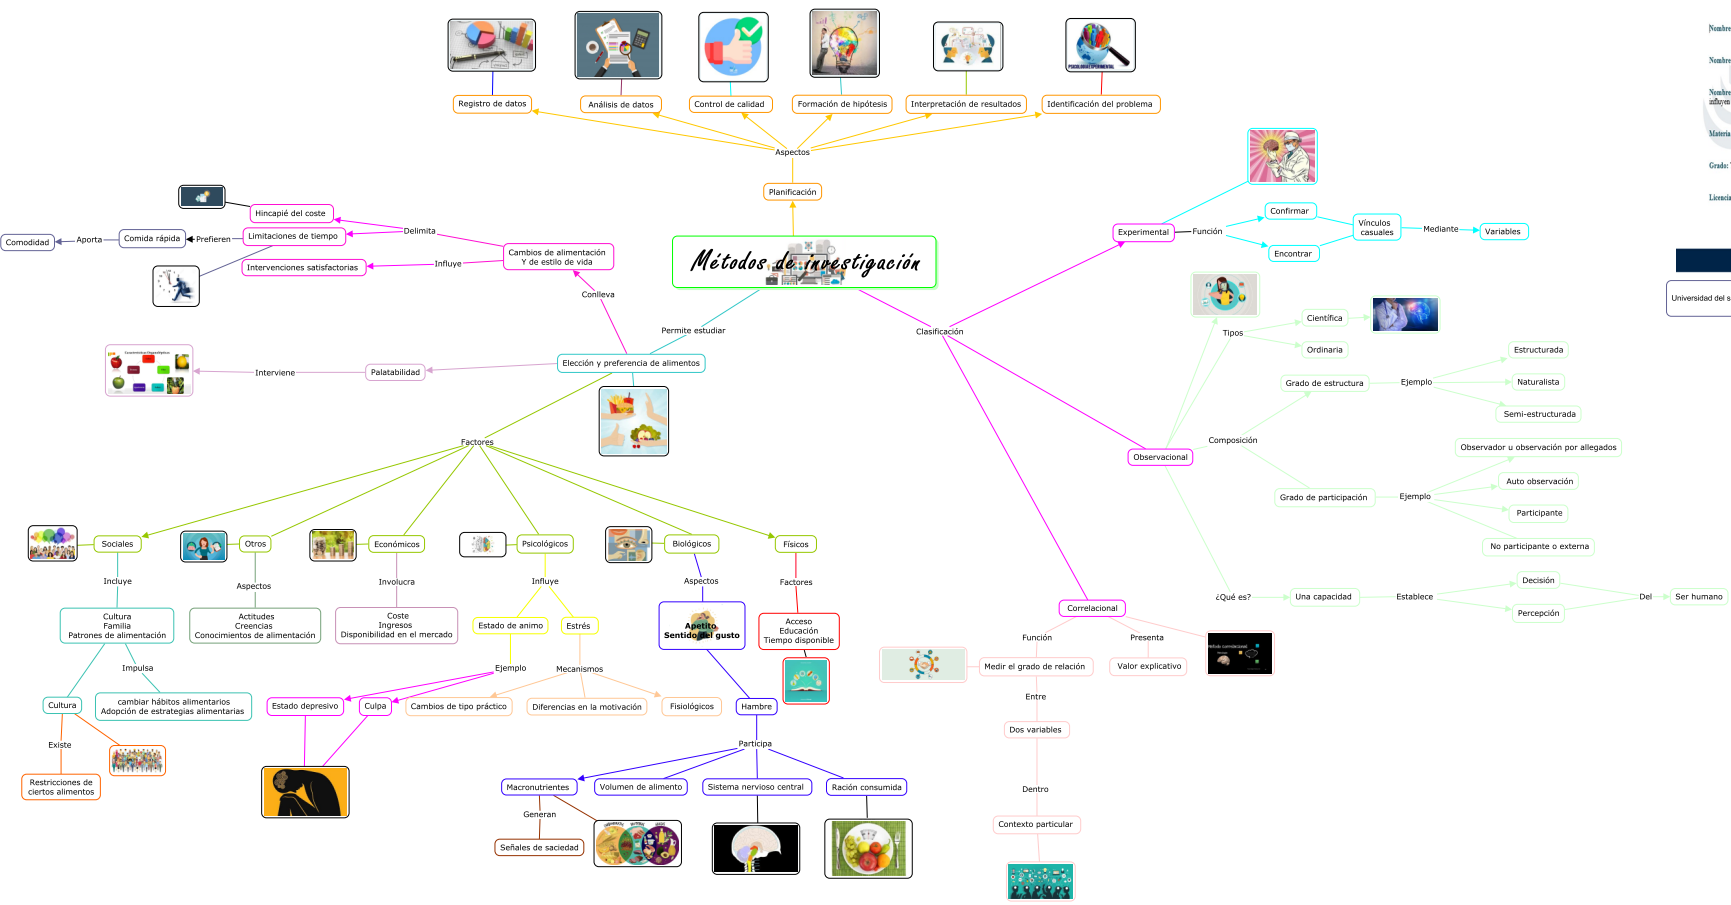 Registro de datos
Análisis de datos
Control de calidad
Formación de hipótesis
Interpretación de resultados
Identificación del problema
Aspectos
Planificación
Métodos de investigación
Hincapié del coste
Limitaciones de tiempo
Delimita
Comodidad
Aporta
Comida rápida
Prefieren
Intervenciones satisfactorias
Influye
Cambios de alimentación
Y de estilo de vida
Conlleva
Permite estudiar
Elección y preferencia de alimentos
Interviene
Palatabilidad
Factores
Sociales
Otros
Económicos
Psicológicos
Biológicos
Físicos
Incluye
Aspectos
Involucra
Influye
Aspectos
Factores
Cultura
Familia
Patrones de alimentación
Actitudes
Creencias
Conocimientos de alimentación
Coste
Ingresos
Disponibilidad en el mercado
Estado de animo
Estrés
Apetito
Sentido del gusto
Acceso
Educación
Tiempo disponible
Impulsa
Ejemplo
Mecanismos
Cultura
cambiar hábitos alimentarios
Adopción de estrategias alimentarias
Estado depresivo
Culpa
Cambios de tipo práctico
Diferencias en la motivación
Fisiológicos
Hambre
Existe
Restricciones de
ciertos alimentos
Participa
Macronutrientes
Volumen de alimento
Sistema nervioso central
Ración consumida
Generan
Señales de saciedad
Clasificación
Experimental
Función
Confirmar
Encontrar
Vínculos
casuales
Mediante
Variables
Observacional
Tipos
Científica
Ordinaria
Composición
Grado de estructura
Ejemplo
Estructurada
Naturalista
Semi-estructurada
Grado de participación
Ejemplo
Observador u observación por allegados
Auto observación
Participante
No participante o externa
¿Qué es?
Una capacidad
Establece
Decisión
Percepción
Del
Ser humano
Correlacional
Función
Presenta
Medir el grado de relación
Valor explicativo
Entre
Dos variables
Dentro
Contexto particular
Nombre
Nombre
Nombre
influyen
Materia
Grado:
Licencia
Universidad del s